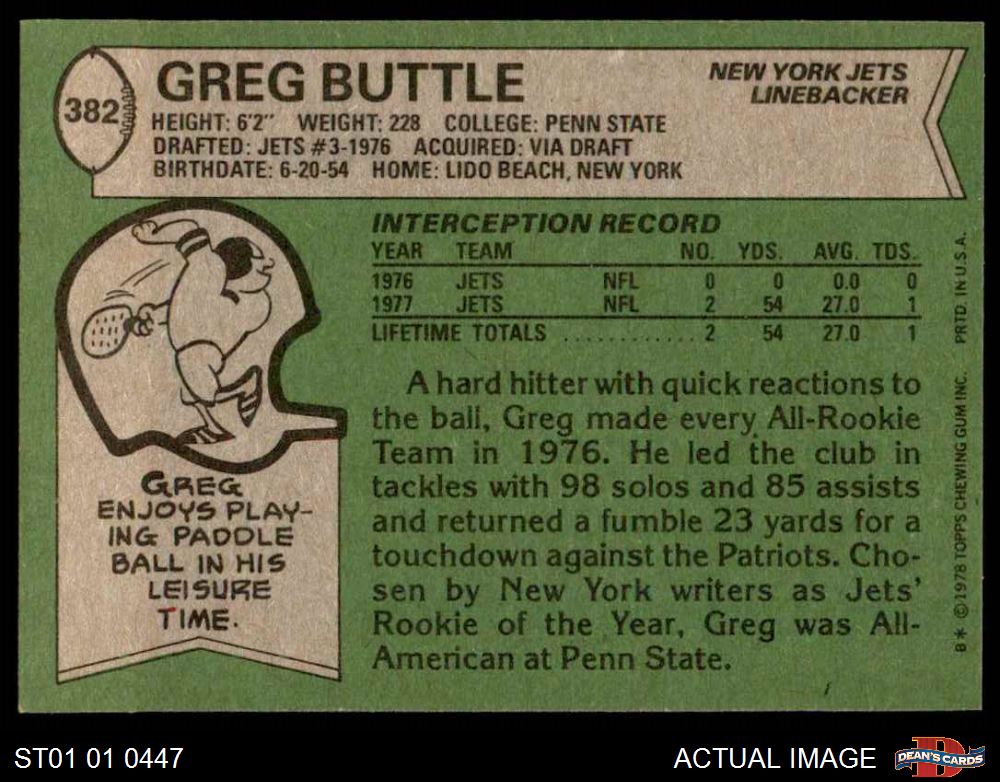 382
GREG BUTTLE
NEW YORK JETS
LINEBACKER
HEIGHT: 6'2" WEIGHT: 228 COLLEGE: PENN STATE
DRAFTED: JETS #3-1976 ACQUIRED: VIA DRAFT
BIRTHDATE: 6-20-54 HOME: LIDO BEACH, NEW YORK
INTERCEPTION RECORD
YEAR TEAM NO. YDS. AVG. TDS.
1976 JETS NFL 0 0 0.0 0
1977 JETS NFL 2 54 27.0 1
LIFETIME TOTALS ............ 2 54 27.0 1
A hard hitter with quick reactions to
the ball, Greg made every All-Rookie
Team in 1976. He led the club in
tackles with 98 solos and 85 assists
and returned a fumble 23 yards for a
touchdown against the Patriots. Cho-
sen by New York writers as Jets'
Rookie of the Year, Greg was All-
American at Penn State.
GREG
ENJOYS PLAY-
ING PADDLE
BALL IN HIS
LEISURE
TIME.
B* ©1978 TOPPS CHEWING GUM INC. PRTD. IN U.S.A.
ST01 01 0447
ACTUAL IMAGE
D
DEAN'S CARDS